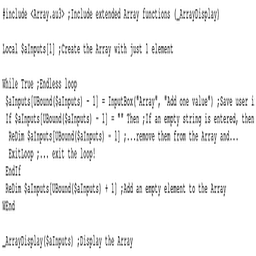 #include <Array.au3> ;Include extended Array functions (_ArrayDisplay)
Local $aInputs[1] ;Create the Array with just 1 element
While True ;Endless loop
$aInputs[UBound($aInputs) - 1] = InputBox("Array", "Add one value") ;Save user i
If $aInputs[UBound($aInputs) - 1] = "" Then ;If an empty string is entered, then
ReDim $aInputs[UBound($aInputs) - 1] ;...remove them from the Array and...
ExitLoop ;... exit the loop!
EndIf
ReDim $aInputs[UBound($aInputs) + 1] ;Add an empty element to the Array
WEnd
_ArrayDisplay($aInputs) ;Display the Array